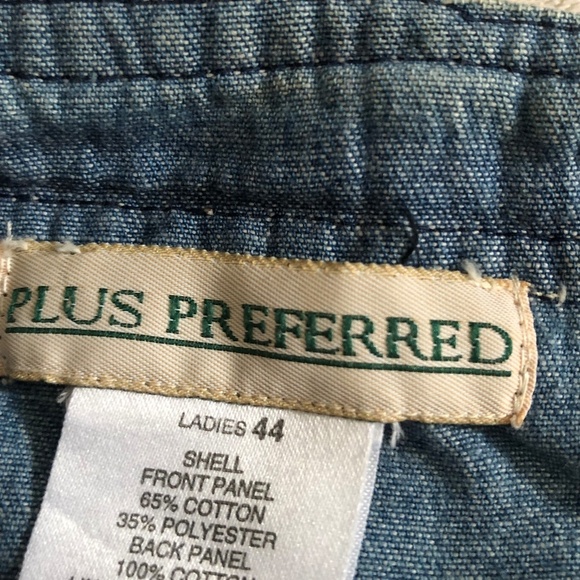 PLUS PREFERRED
LADIES 44
SHELL
FRONT PANEL
65% COTTON
35% POLYESTER
BACK PANEL
100% COTTON